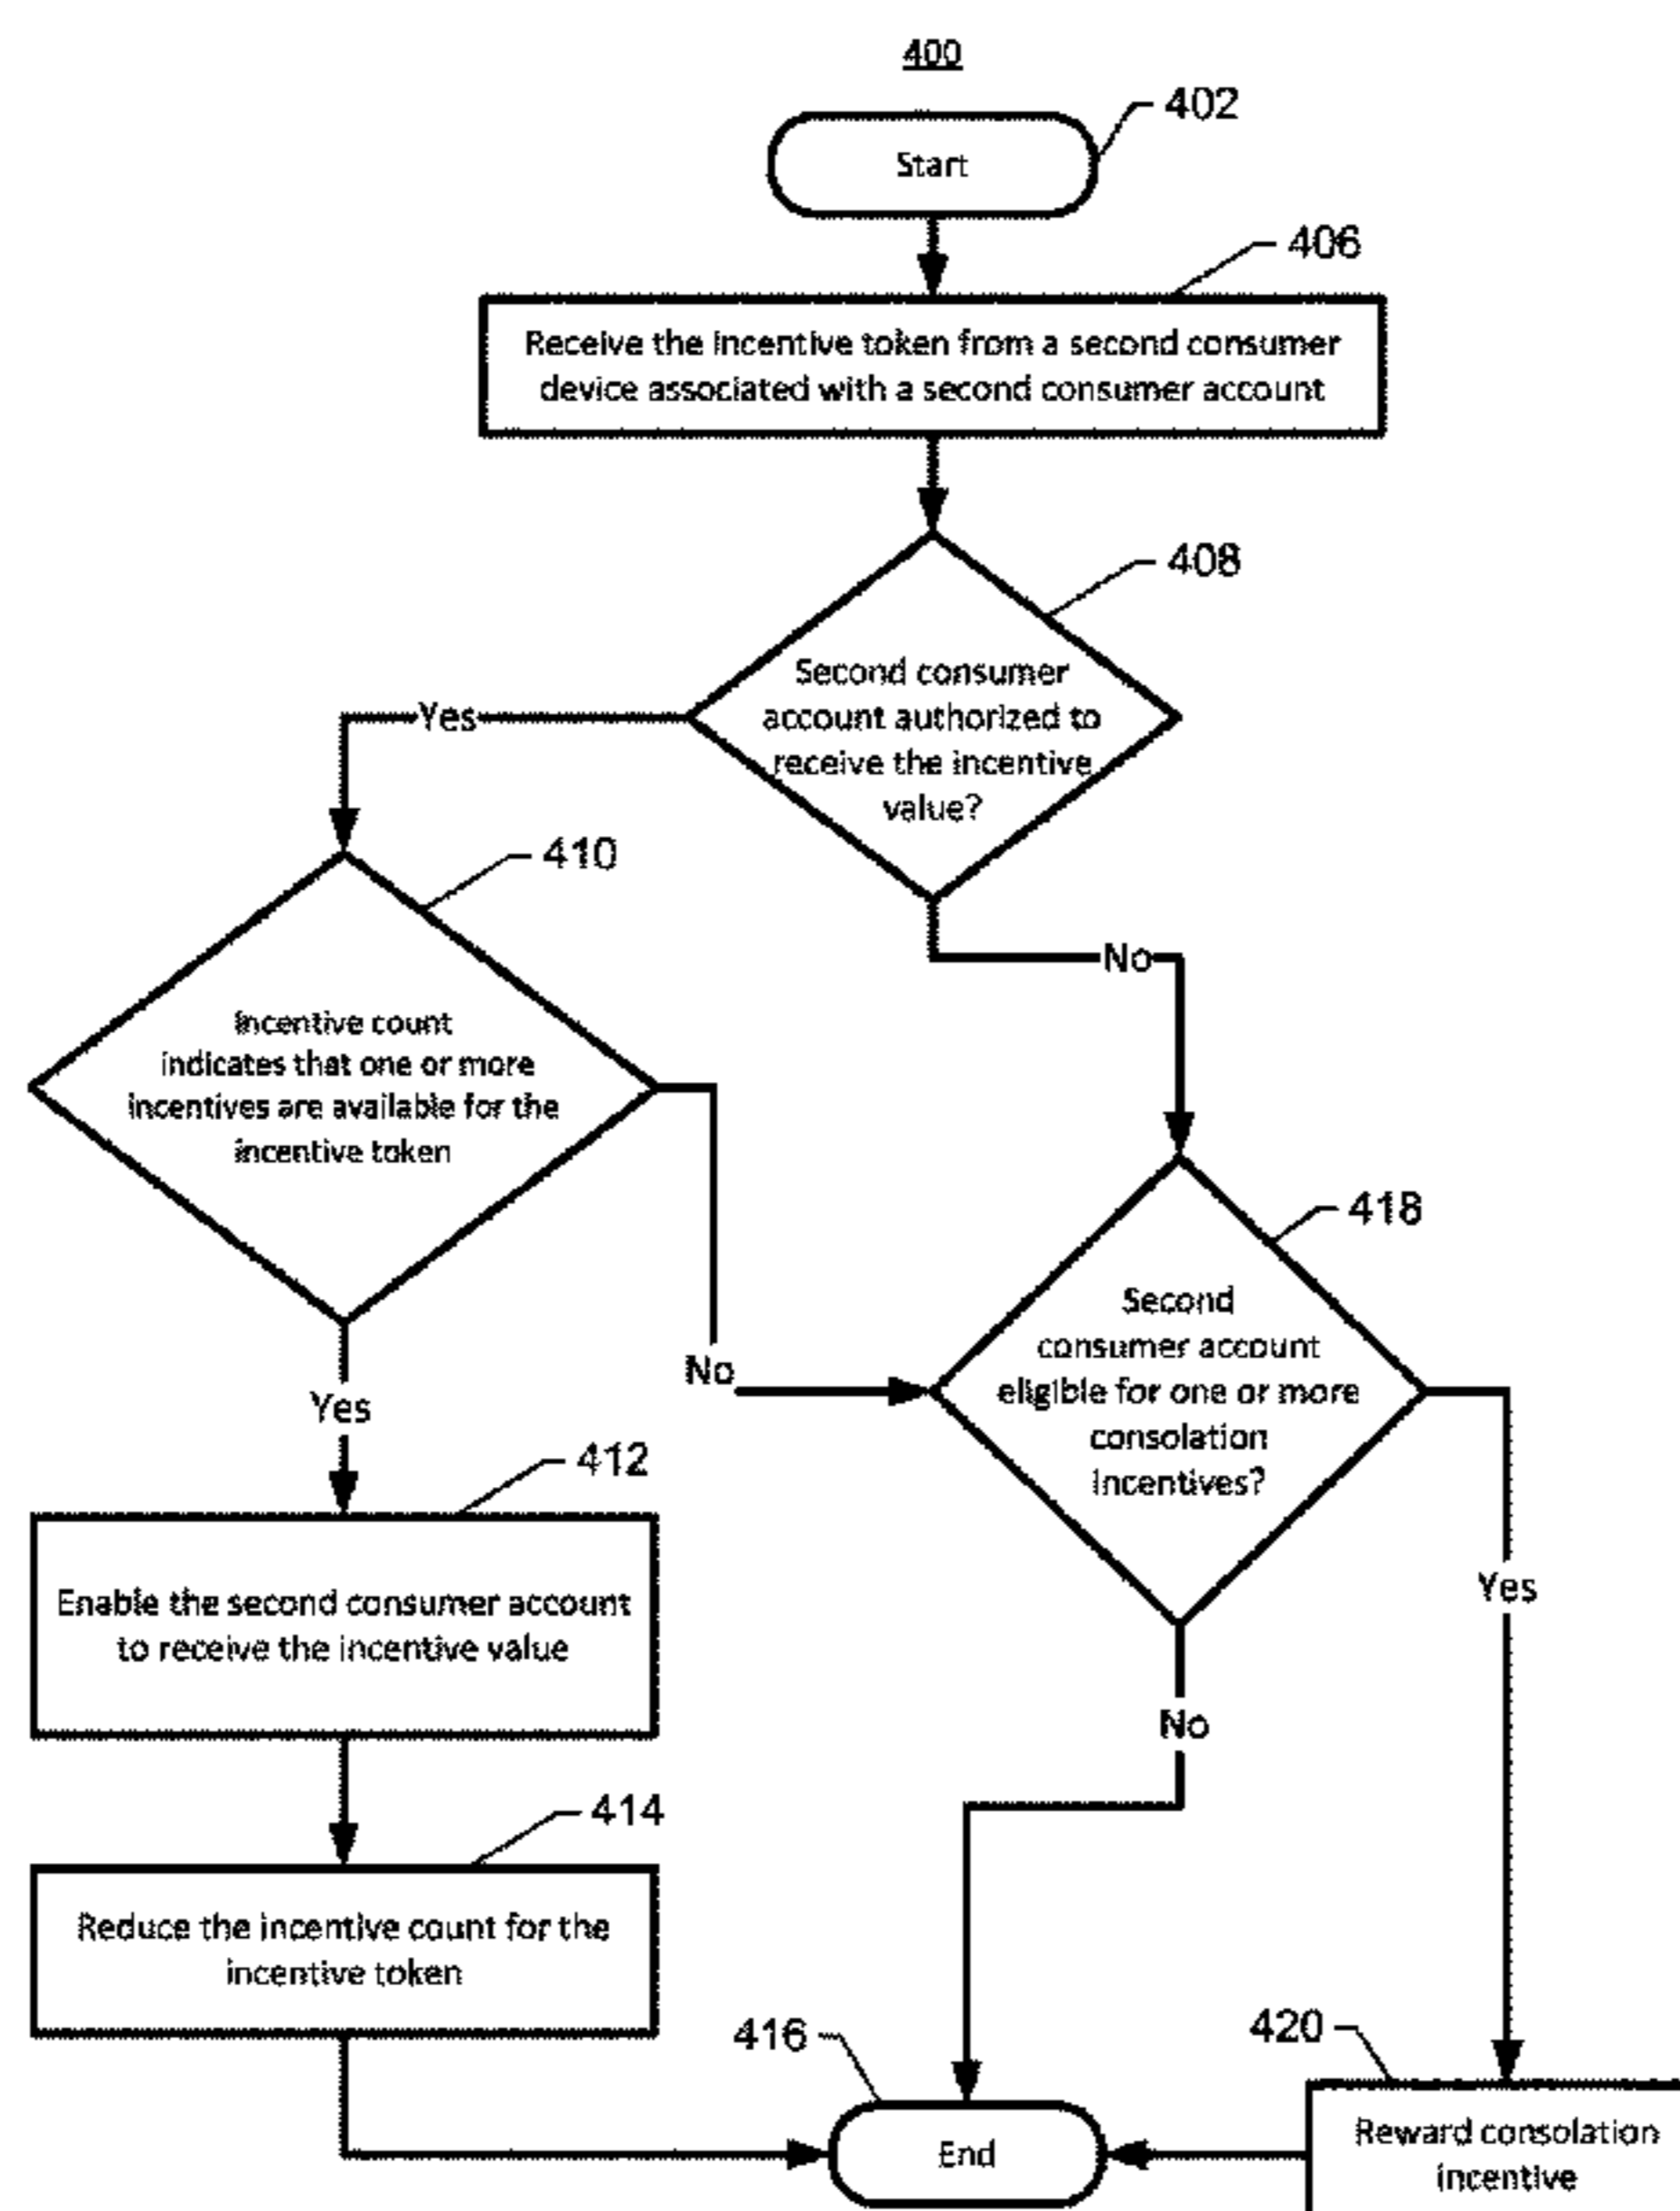 400
402
Start
406
Receive the incentive token from a second consumer
device associated with a second consumer account
408
Second consumer
account authorized to
receive the incentive
value?
Yes
No
410
Incentive count
indicates that one or more
incentives are available for the
incentive token
No
Yes
418
Second
consumer account
eligible for one or more
consolation
incentives?
Yes
No
412
Enable the second consumer account
to receive the incentive value
414
Reduce the incentive count for the
incentive token
416
End
420
Reward consolation
incentive